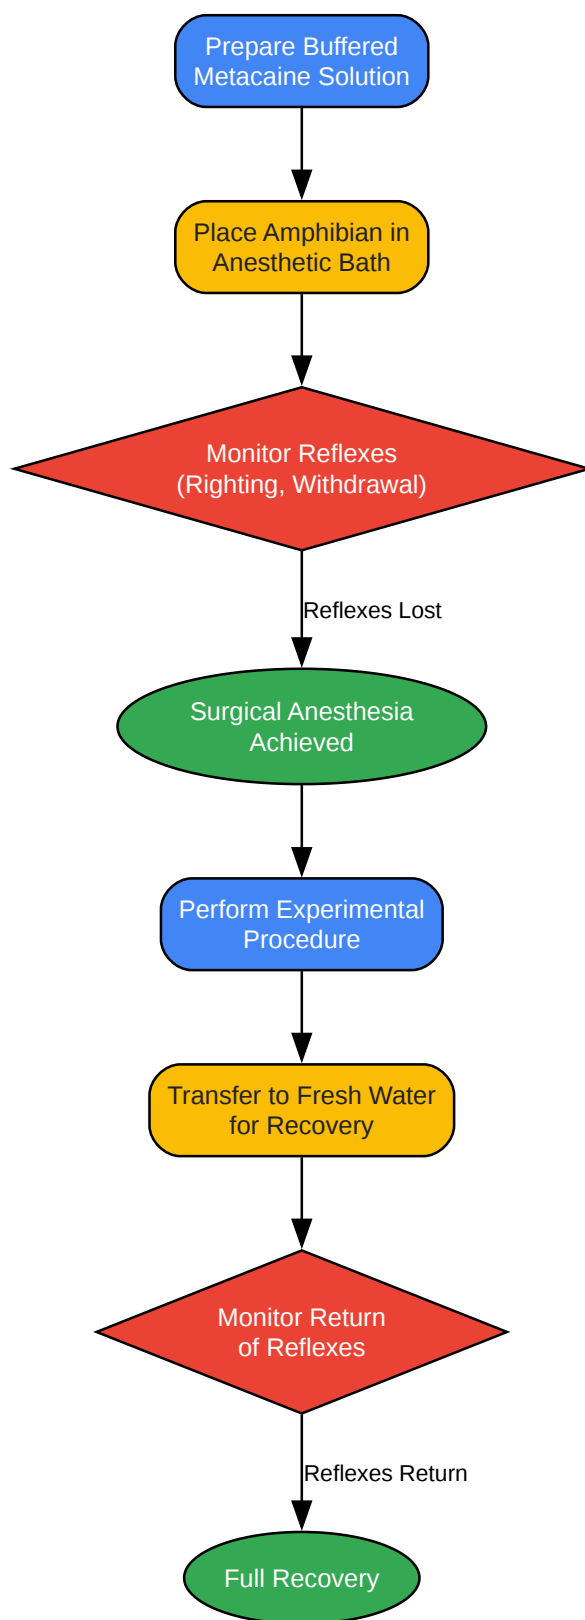 Prepare Buffered
Metacaine Solution
Place Amphibian in
Anesthetic Bath
Monitor Reflexes
(Righting, Withdrawal)
Reflexes Lost
Surgical Anesthesia
Achieved
Perform Experimental
Procedure
Transfer to Fresh Water
for Recovery
Monitor Return
of Reflexes
Reflexes Return
Full Recovery